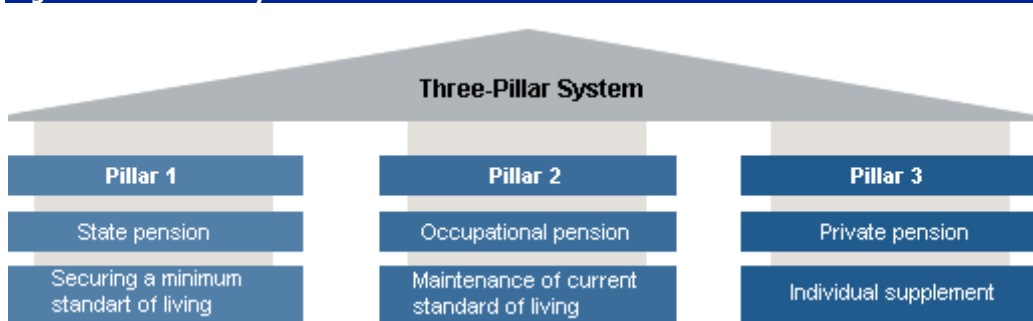 Three-Pillar System
Pillar 1
Pillar 2
Pillar 3
State pension
Occupational pension
Private pension
Securing a minimum
standart of living
Maintenance of current
standard of living
Individual supplement